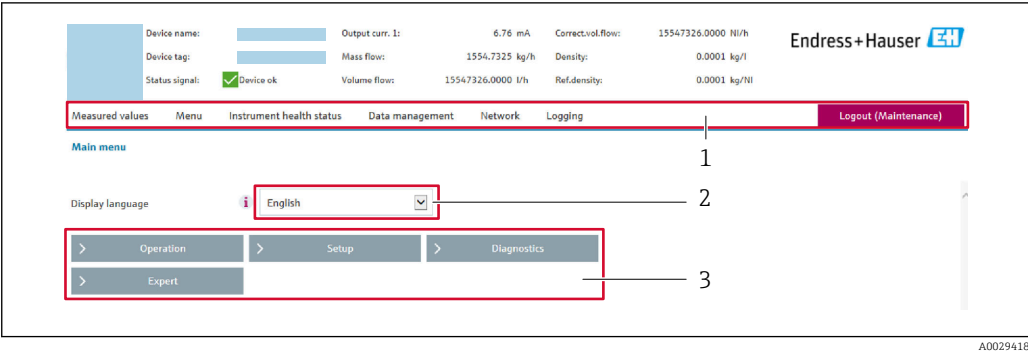 Device name: Output curr. 1: 6.76 mA Correct.vol.flow: 15547326.0000 Nl/h
Endress+Hauser EH
Device tag: Mass flow: 1554.7325 kg/h Density: 0.0001 kg/l
Status signal: Device ok Volume flow: 15547326.0000 l/h Ref.density: 0.0001 kg/Nl
Measured values Menu Instrument health status Data management Network Logging Logout (Maintenance)
1
Main menu
Display language i English 2
> Operation > Setup > Diagnostics
> Expert 3
A0029418